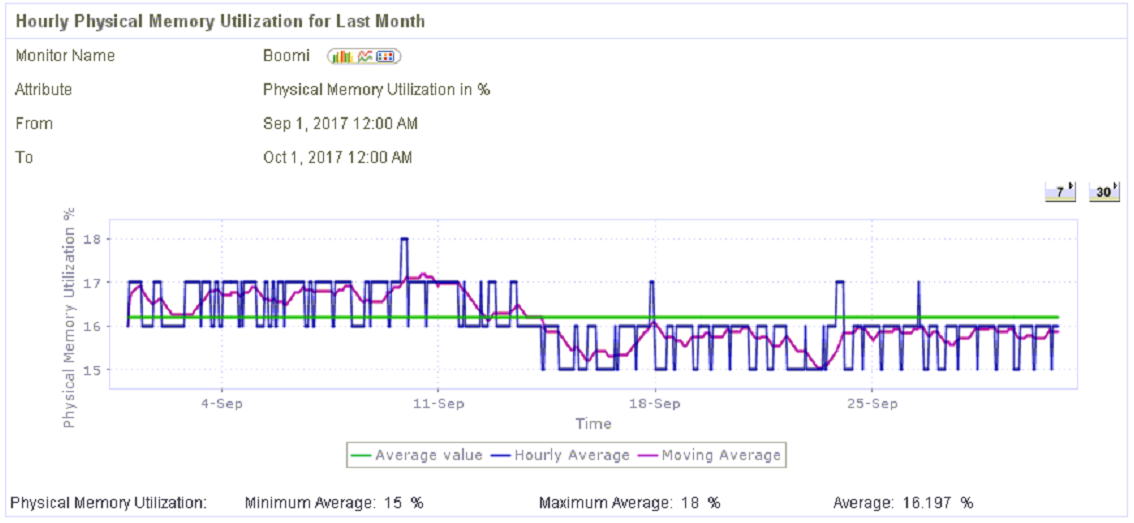 Hourly Physical Memory Utilization for Last Month
Monitor Name Boomi
Attribute Physical Memory Utilization in %
From Sep 1, 2017 12:00 AM
To Oct 1, 2017 12:00 AM
7 30
Physical Memory Utilization %
18
17
16
15
4-Sep 11-Sep 18-Sep 25-Sep
Time
Average value Hourly Average Moving Average
Physical Memory Utilization: Minimum Average: 15 % Maximum Average: 18 % Average: 16.197 %